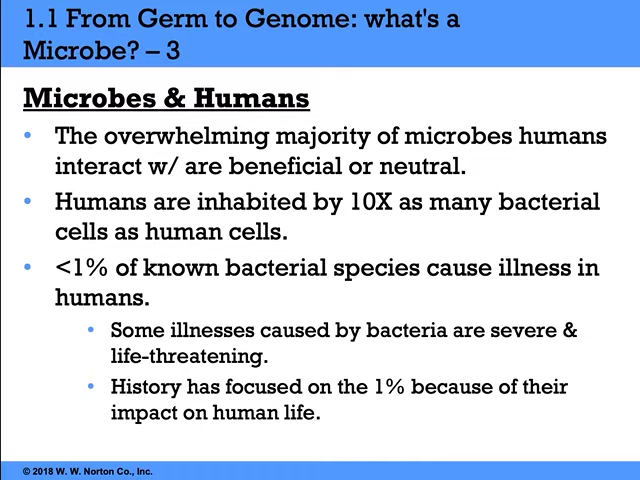 1.1 From Germ to Genome: what's a
Microbe? – 3
Microbes & Humans
• The overwhelming majority of microbes humans
interact w/ are beneficial or neutral.
• Humans are inhabited by 10X as many bacterial
cells as human cells.
• <1% of known bacterial species cause illness in
humans.
• Some illnesses caused by bacteria are severe &
life-threatening.
• History has focused on the 1% because of their
impact on human life.
© 2018 W. W. Norton Co., Inc.